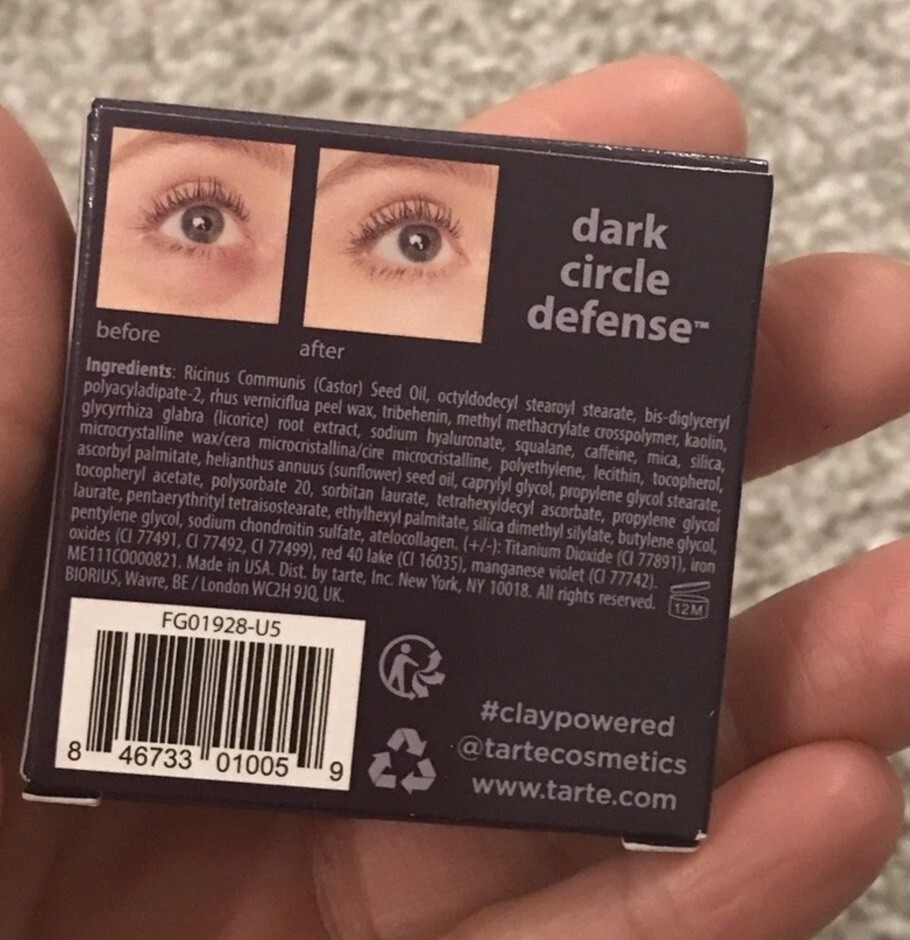 before
after
dark
circle
defense™
Ingredients: Ricinus Communis (Castor) Seed Oil, octyldodecyl stearoyl stearate, bis-diglyceryl
polyacyladipate-2, rhus verniciflua peel wax, tribehenin, methyl methacrylate crosspolymer, kaolin,
glycyrrhiza glabra (licorice) root extract, sodium hyaluronate, squalane, caffeine, mica, silica,
microcrystalline wax/cera microcristallina/cire microcristalline, polyethylene, lecithin, tocopherol,
ascorbyl palmitate, helianthus annuus (sunflower) seed oil, caprylyl glycol, propylene glycol stearate,
tocopheryl acetate, polysorbate 20, sorbitan laurate, tetrahexyldecyl ascorbate, propylene glycol
laurate, pentaerythrityl tetraisostearate, ethylhexyl palmitate, silica dimethyl silylate, butylene glycol,
pentylene glycol, sodium chondroitin sulfate, atelocollagen. (+/-): Titanium Dioxide (CI 77891), iron
oxides (CI 77491, CI 77492, CI 77499), red 40 lake (CI 16035), manganese violet (CI 77742).
ME111C0000821. Made in USA. Dist. by tarte, Inc. New York, NY 10018. All rights reserved.
BIORIUS, Wavre, BE / London WC2H 9JQ, UK.
12M
FG01928-U5
8 46733 01005 9
#claypowered
@tartecosmetics
www.tarte.com